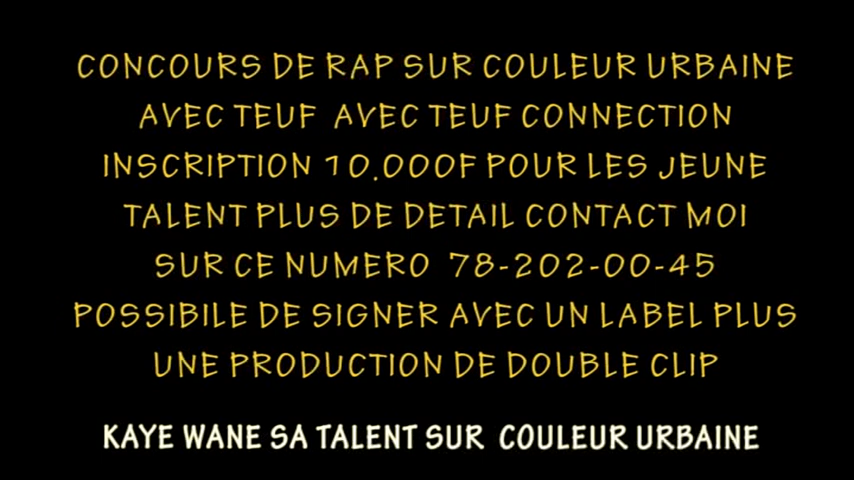 CONCOURS DE RAP SUR COULEUR URBAINE
AVEC TEUF AVEC TEUF CONNECTION
INSCRIPTION 10.000F POUR LES JEUNE
TALENT PLUS DE DETAIL CONTACT MOI
SUR CE NUMERO 78-202-00-45
POSSIBILE DE SIGNER AVEC UN LABEL PLUS
UNE PRODUCTION DE DOUBLE CLIP
KAYE WANE SA TALENT SUR COULEUR URBAINE